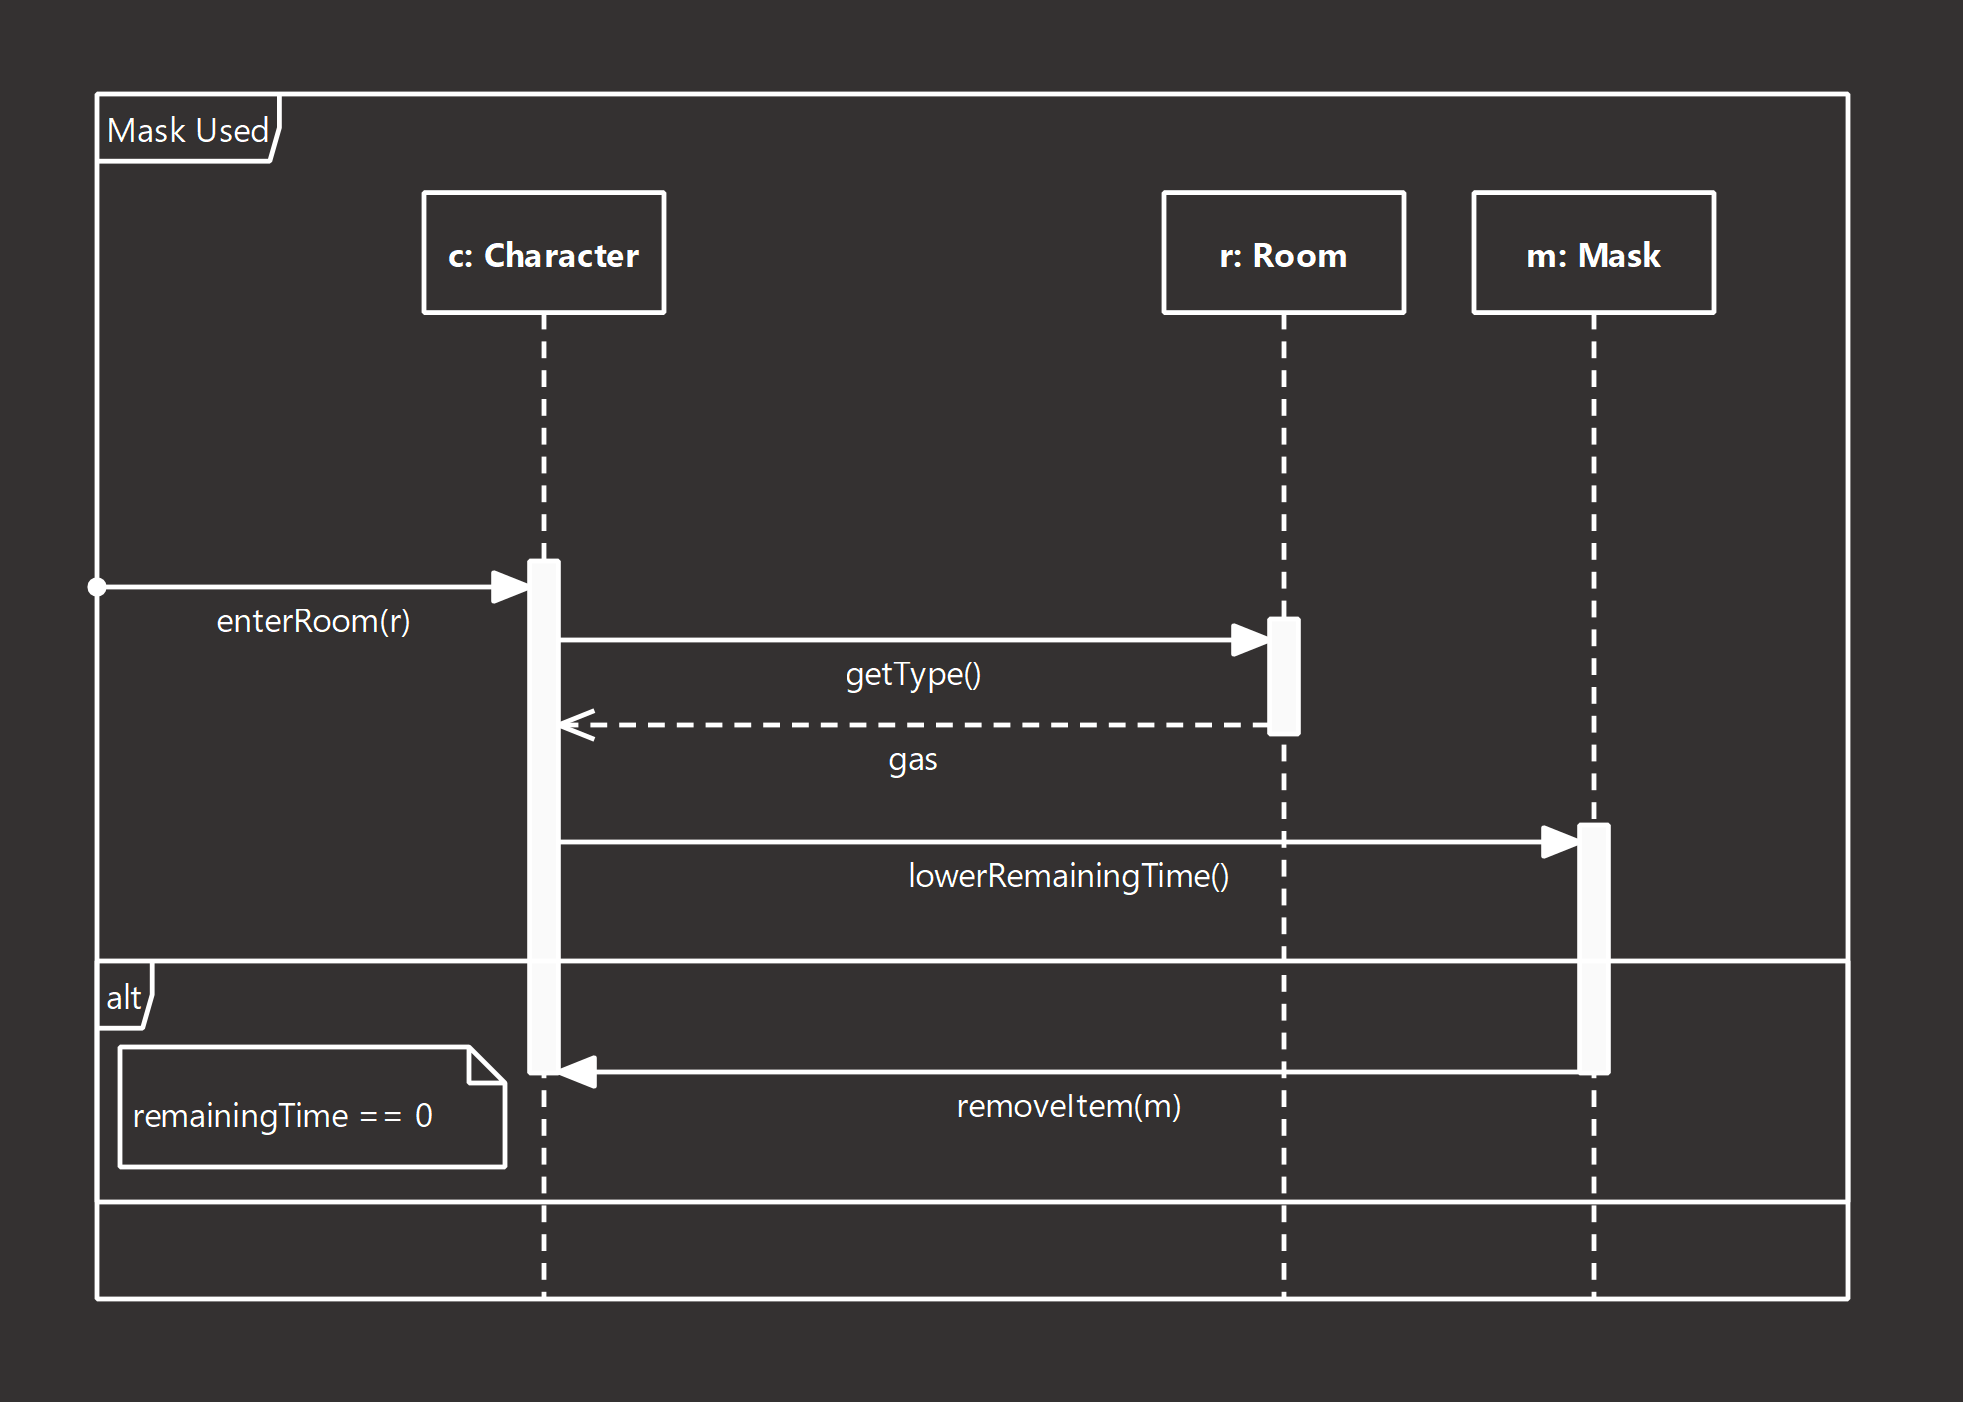 Mask Used
c: Character
r: Room
m: Mask
enterRoom(r)
getType()
gas
lowerRemainingTime()
alt
remainingTime == 0
removeItem(m)